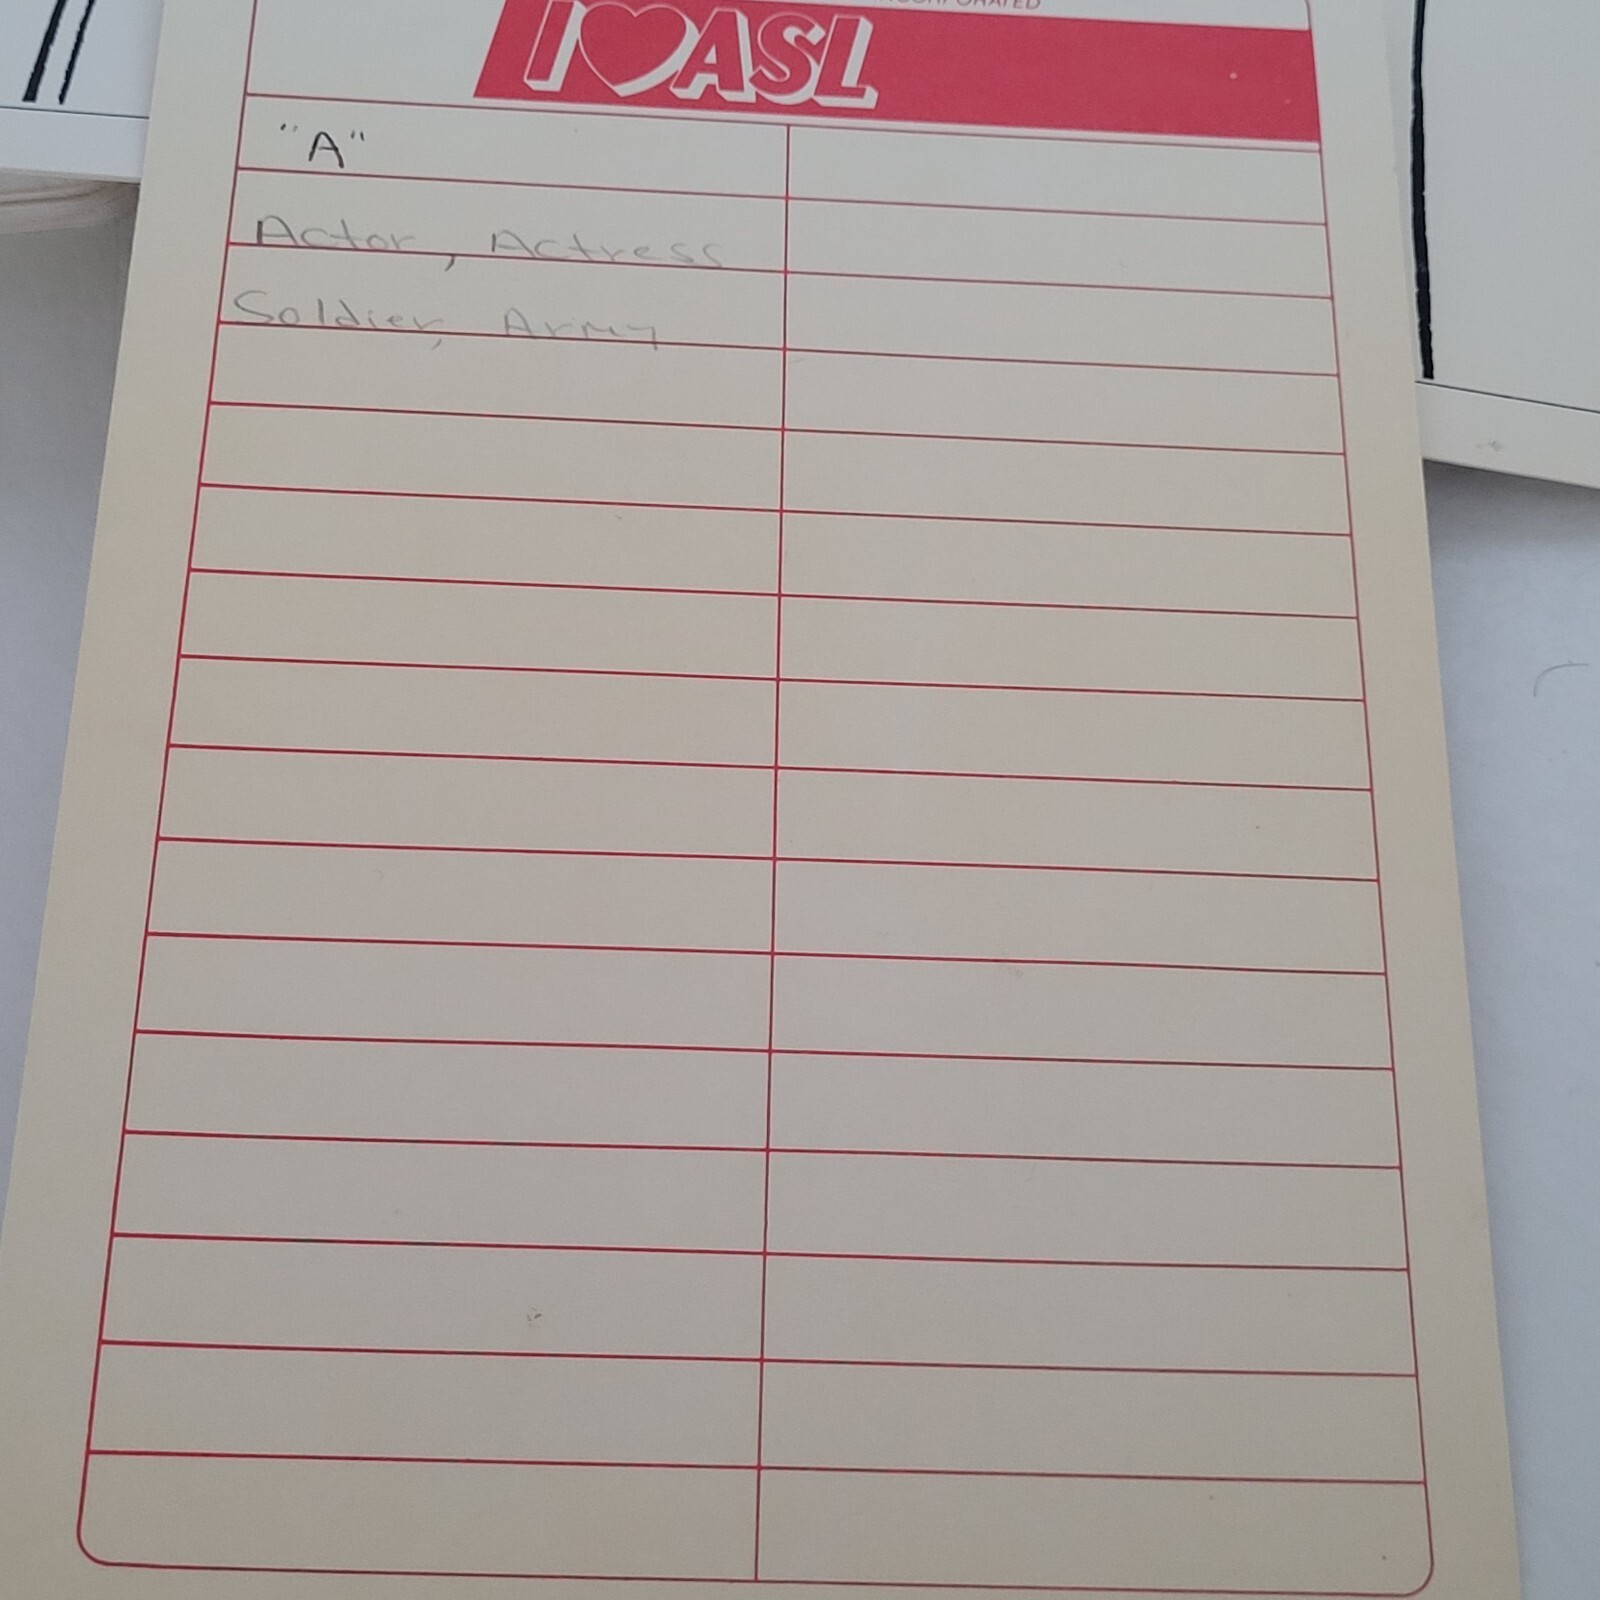 I ♥ ASL
"A"
Actor, Actress
Soldier, Army